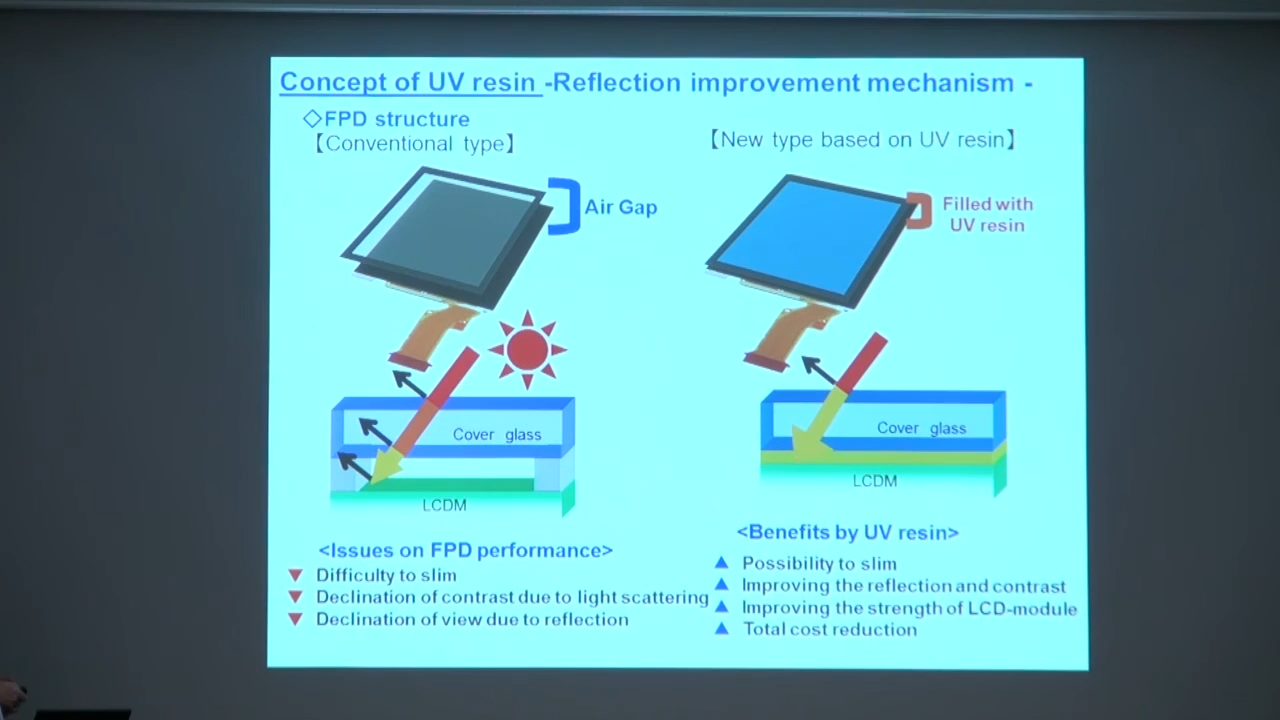 Concept of UV resin -Reflection improvement mechanism -
◇FPD structure
【Conventional type】
Air Gap
Cover glass
LCDM
<Issues on FPD performance>
▼ Difficulty to slim
▼ Declination of contrast due to light scattering
▼ Declination of view due to reflection
【New type based on UV resin】
Filled with
UV resin
Cover glass
LCDM
<Benefits by UV resin>
▲ Possibility to slim
▲ Improving the reflection and contrast
▲ Improving the strength of LCD-module
▲ Total cost reduction